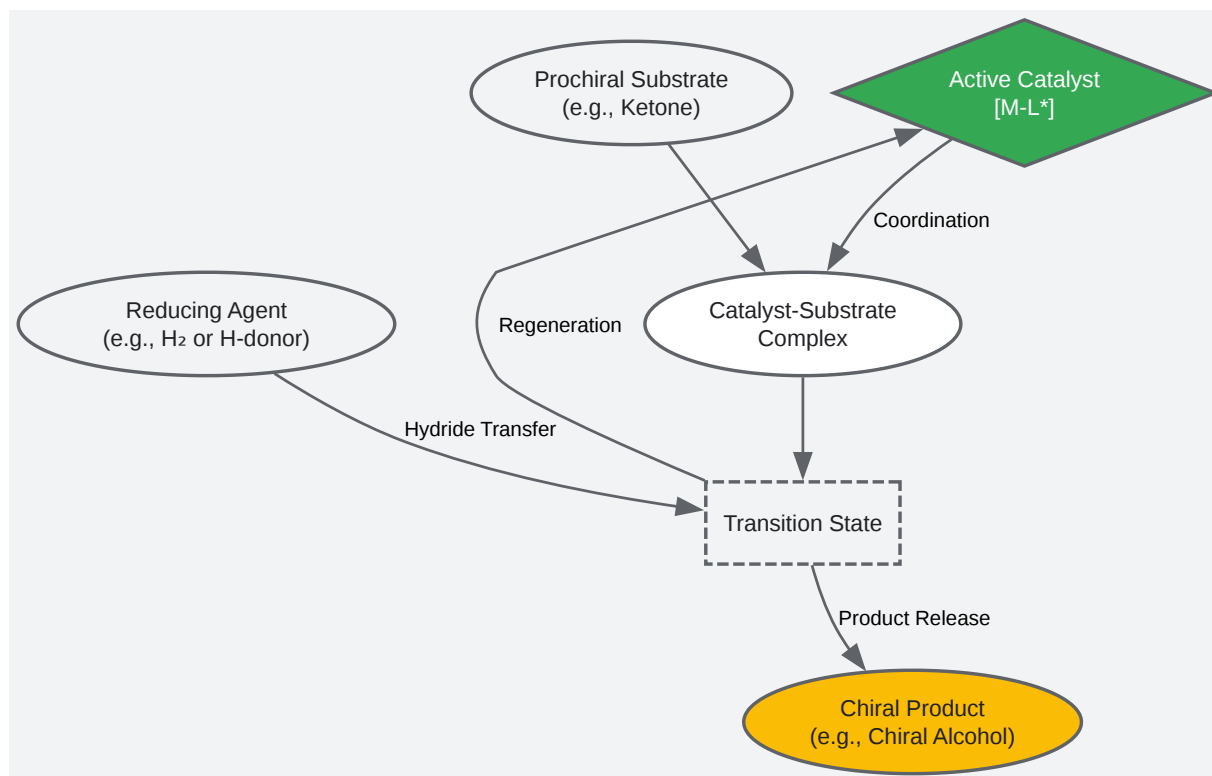 Prochiral Substrate
(e.g., Ketone)
Active Catalyst
[M-L*]
Coordination
Reducing Agent
(e.g., H₂ or H-donor)
Regeneration
Catalyst-Substrate
Complex
Hydride Transfer
Transition State
Product Release
Chiral Product
(e.g., Chiral Alcohol)